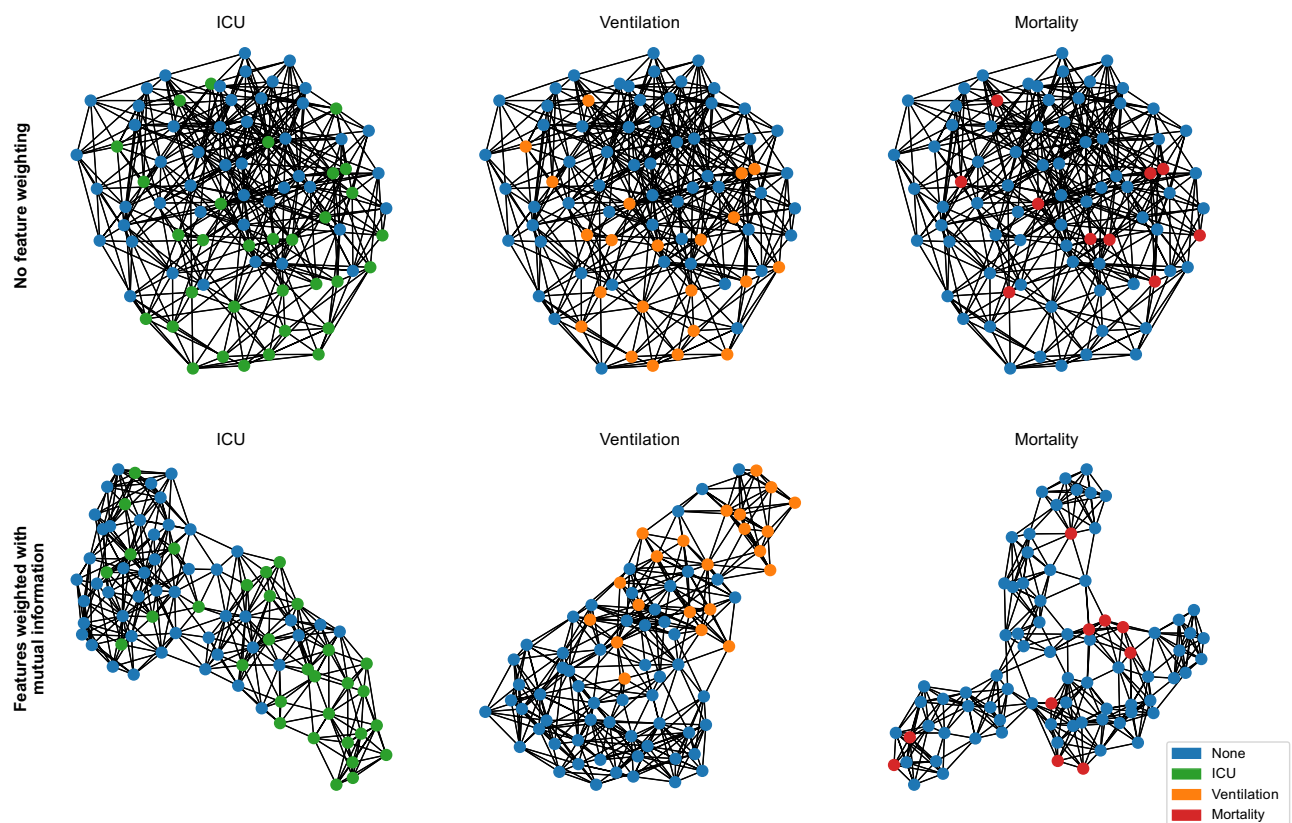 ICU
Ventilation
Mortality
No feature weighting
ICU
Ventilation
Mortality
Features weighted with
mutual information
None
ICU
Ventilation
Mortality